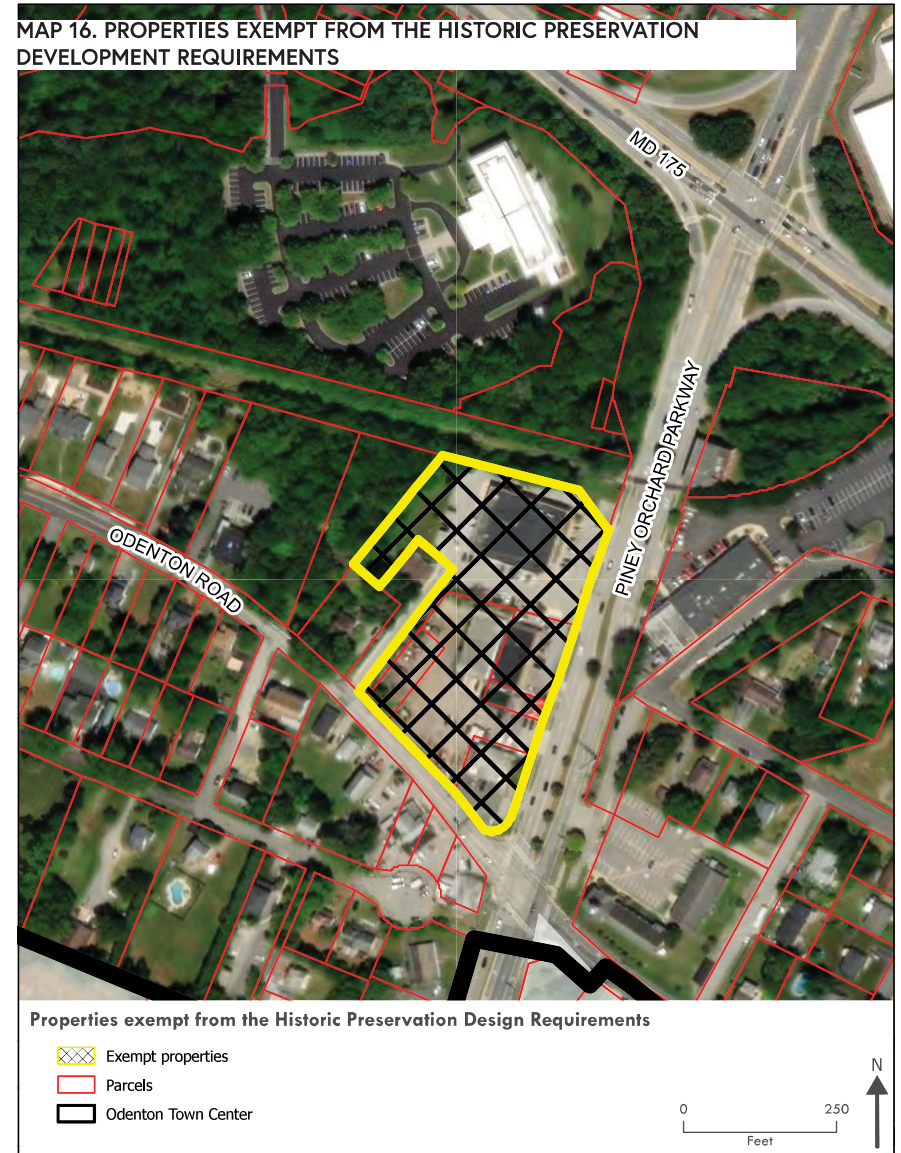 MAP 16. PROPERTIES EXEMPT FROM THE HISTORIC PRESERVATION
DEVELOPMENT REQUIREMENTS
MD 175
PINEY ORCHARD PARKWAY
ODENTON ROAD
Properties exempt from the Historic Preservation Design Requirements
Exempt properties
Parcels
Odenton Town Center
N
0 250
Feet